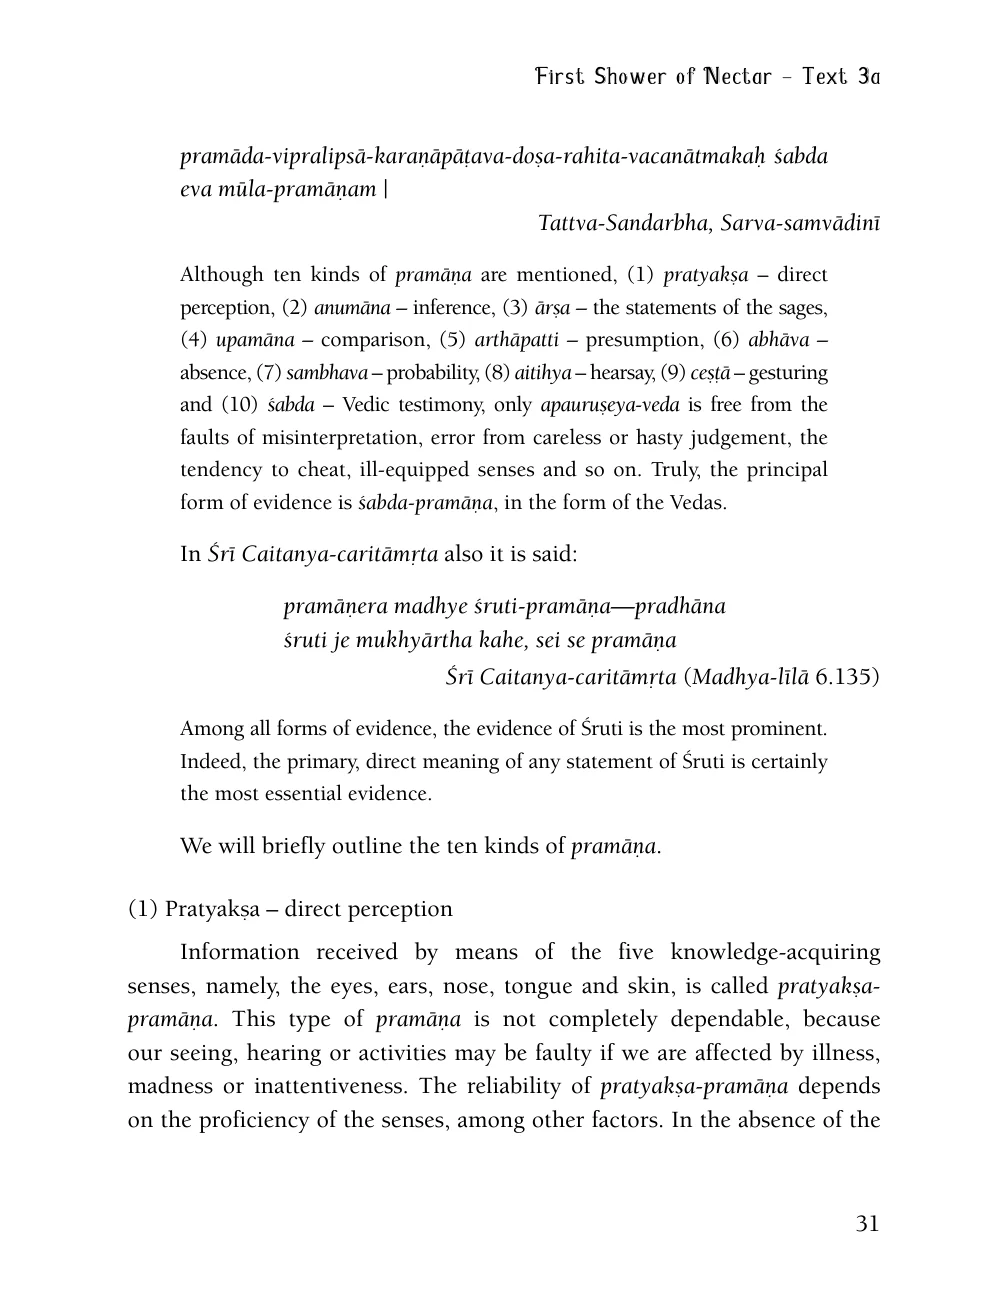 First Shower of Nectar – Text 3a
pramāda-vipralipsā-karaṇāpāṭava-doṣa-rahita-vacanātmakaḥ śabda
eva mūla-pramāṇam |
Tattva-Sandarbha, Sarva-samvādinī
Although ten kinds of pramāṇa are mentioned, (1) pratyakṣa – direct
perception, (2) anumāna – inference, (3) ārṣa – the statements of the sages,
(4) upamāna – comparison, (5) arthāpatti – presumption, (6) abhāva –
absence, (7) sambhava – probability, (8) aitihya – hearsay, (9) ceṣṭā – gesturing
and (10) śabda – Vedic testimony, only apauruṣeya-veda is free from the
faults of misinterpretation, error from careless or hasty judgement, the
tendency to cheat, ill-equipped senses and so on. Truly, the principal
form of evidence is śabda-pramāṇa, in the form of the Vedas.
In Śrī Caitanya-caritāmṛta also it is said:
pramāṇera madhye śruti-pramāṇa—pradhāna
śruti je mukhyārtha kahe, sei se pramāṇa
Śrī Caitanya-caritāmṛta (Madhya-līlā 6.135)
Among all forms of evidence, the evidence of Śruti is the most prominent.
Indeed, the primary, direct meaning of any statement of Śruti is certainly
the most essential evidence.
We will briefly outline the ten kinds of pramāṇa.
(1) Pratyakṣa – direct perception
Information received by means of the five knowledge-acquiring
senses, namely, the eyes, ears, nose, tongue and skin, is called pratyakṣa-
pramāṇa. This type of pramāṇa is not completely dependable, because
our seeing, hearing or activities may be faulty if we are affected by illness,
madness or inattentiveness. The reliability of pratyakṣa-pramāṇa depends
on the proficiency of the senses, among other factors. In the absence of the
31